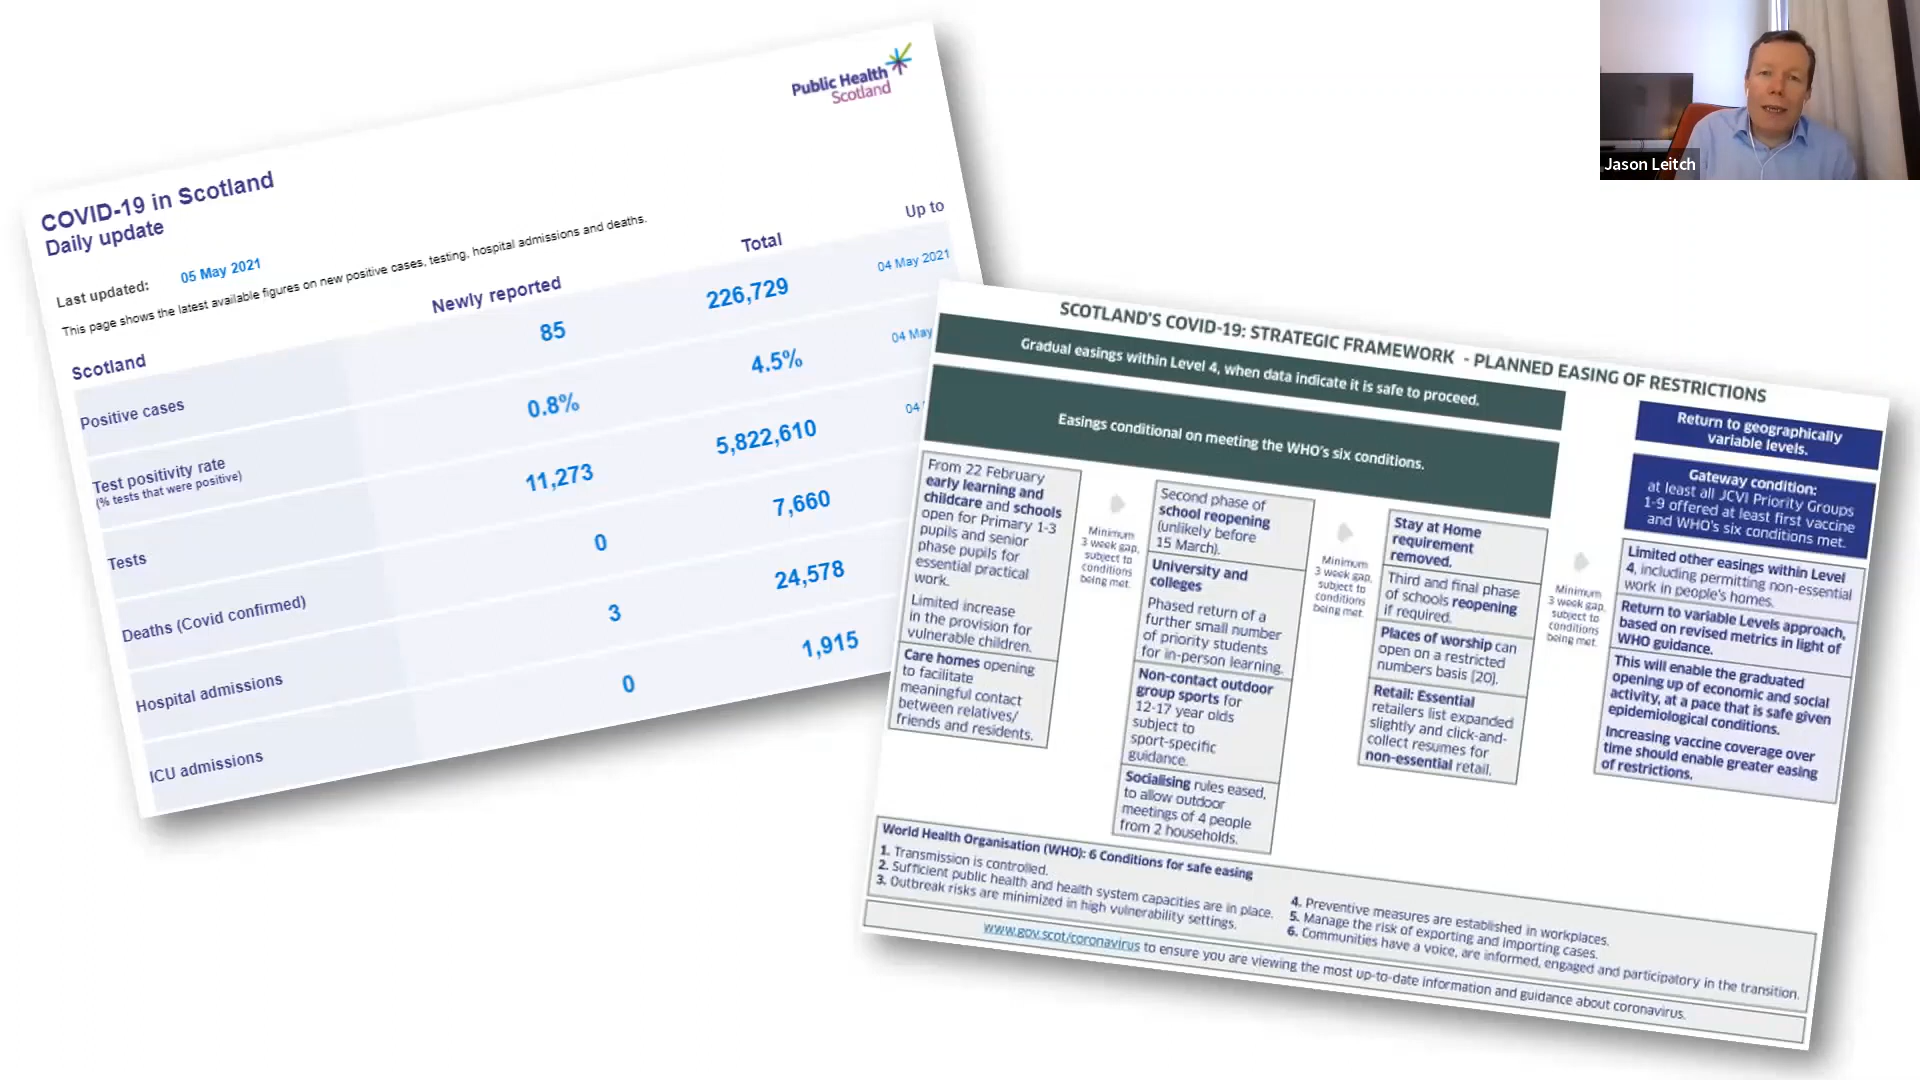 Public Health
Scotland
COVID-19 in Scotland
Daily update
Last updated: 05 May 2021
This page shows the latest available figures on new positive cases, testing, hospital admissions and deaths.
Scotland Newly reported Total Up to
Positive cases 85 226,729 04 May 2021
Test positivity rate 0.8% 4.5% 04 May
(% tests that were positive)
Tests 11,273 5,822,610 04
Deaths (Covid confirmed) 0 7,660
Hospital admissions 3 24,578
ICU admissions 0 1,915
Jason Leitch
SCOTLAND'S COVID-19: STRATEGIC FRAMEWORK - PLANNED EASING OF RESTRICTIONS
Gradual easings within Level 4, when data indicate it is safe to proceed.
Easings conditional on meeting the WHO's six conditions.
Return to geographically
variable levels.
Gateway condition:
at least all JCVI Priority Groups
1-9 offered at least first vaccine
and WHO's six conditions met.
From 22 February
early learning and
childcare and schools
open for Primary 1-3
pupils and senior
phase pupils for
essential practical
work.
Limited increase
in the provision for
vulnerable children.
Care homes opening
to facilitate
meaningful contact
between relatives/
friends and residents.
Minimum
3 week gap,
subject to
conditions
being met.
Second phase of
school reopening
(unlikely before
15 March).
University and
colleges
Phased return of a
further small number
of priority students
for in-person learning.
Non-contact outdoor
group sports for
12-17 year olds
subject to
sport-specific
guidance.
Socialising rules eased,
to allow outdoor
meetings of 4 people
from 2 households.
Minimum
3 week gap,
subject to
conditions
being met.
Stay at Home
requirement
removed.
Third and final phase
of schools reopening
if required.
Places of worship can
open on a restricted
numbers basis [20].
Retail: Essential
retailers list expanded
slightly and click-and-
collect resumes for
non-essential retail.
Minimum
3 week gap,
subject to
conditions
being met.
Limited other easings within Level
4, including permitting non-essential
work in people's homes.
Return to variable Levels approach,
based on revised metrics in light of
WHO guidance.
This will enable the graduated
opening up of economic and social
activity, at a pace that is safe given
epidemiological conditions.
Increasing vaccine coverage over
time should enable greater easing
of restrictions.
World Health Organisation (WHO): 6 Conditions for safe easing
1. Transmission is controlled.
2. Sufficient public health and health system capacities are in place.
3. Outbreak risks are minimized in high vulnerability settings.
4. Preventive measures are established in workplaces.
5. Manage the risk of exporting and importing cases.
6. Communities have a voice, are informed, engaged and participatory in the transition.
www.gov.scot/coronavirus to ensure you are viewing the most up-to-date information and guidance about coronavirus.